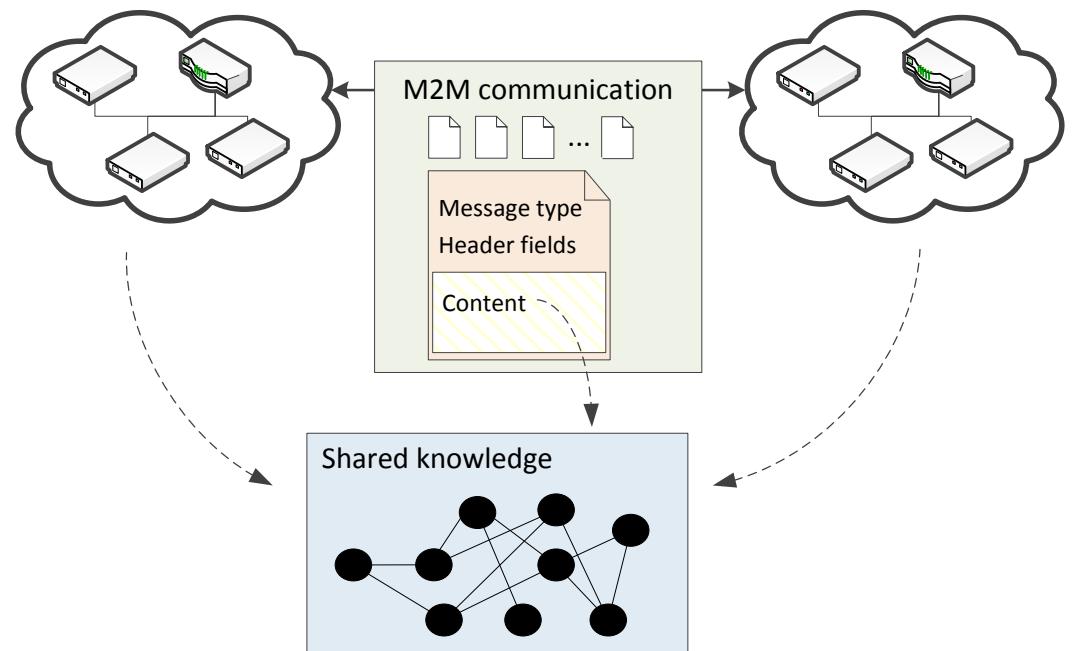 M2M communication
...
Message type
Header fields
Content
Shared knowledge